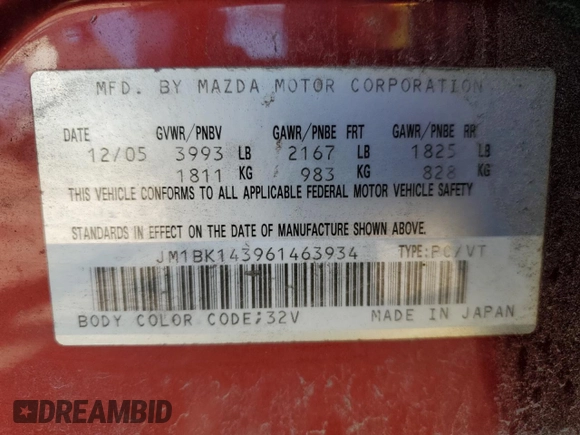 MFD. BY MAZDA MOTOR CORPORATION
DATE GVWR/PNBV GAWR/PNBE FRT GAWR/PNBE RR
12/05 3993 LB 2167 LB 1825 LB
1811 KG 983 KG 828 KG
THIS VEHICLE CONFORMS TO ALL APPLICABLE FEDERAL MOTOR VEHICLE SAFETY
STANDARDS IN EFFECT ON THE DATE OF MANUFACTURE SHOWN ABOVE.
JM1BK143961463934 TYPE:PC/VT
BODY COLOR CODE;32V MADE IN JAPAN
DREAMBID